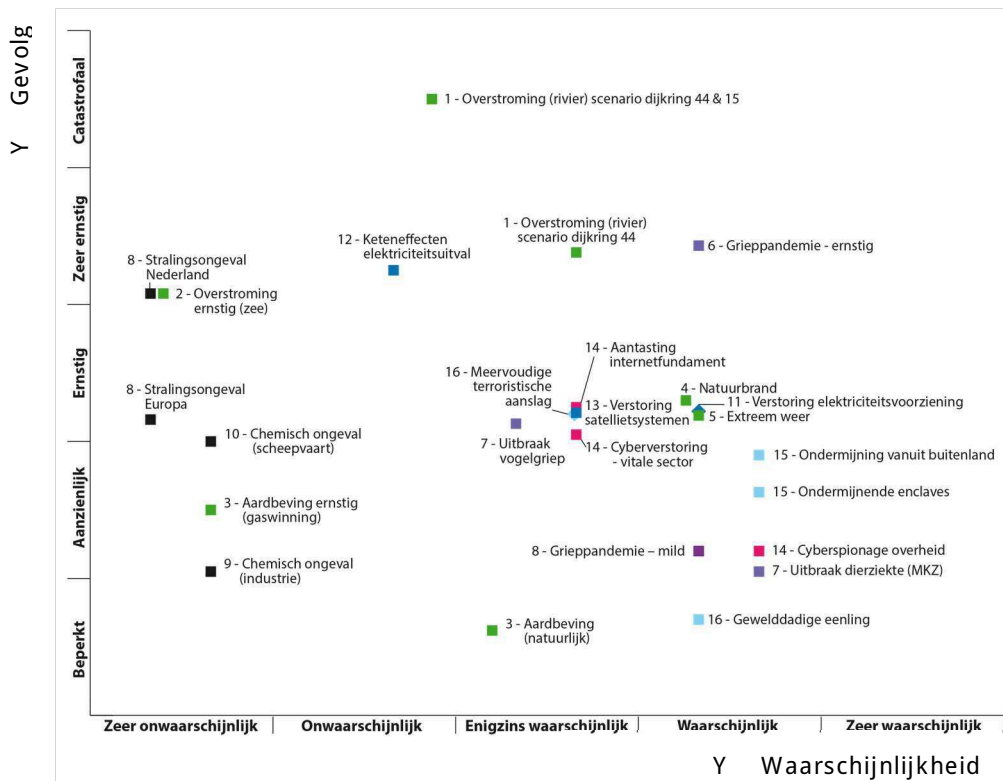 Y Gevolg
Catastrofaal
Zeer ernstig
Ernstig
Aanzienlijk
Beperkt
1 - Overstroming (rivier) scenario dijkring 44 & 15
1 - Overstroming (rivier)
scenario dijkring 44
12 - Keteneffecten
elektriciteitsuitval
6 - Grieppandemie - ernstig
8 - Stralingsongeval
Nederland
2 - Overstroming
ernstig (zee)
14 - Aantasting
internetfundament
16 - Meervoudige
terroristische
aanslag
8 - Stralingsongeval
Europa
4 - Natuurbrand
11 - Verstoring elektriciteitsvoorziening
13 - Verstoring
satellietsystemen
5 - Extreem weer
10 - Chemisch ongeval
(scheepvaart)
7 - Uitbraak
vogelgriep
14 - Cyberverstoring
- vitale sector
15 - Ondermijning vanuit buitenland
15 - Ondermijnende enclaves
3 - Aardbeving ernstig
(gaswinning)
8 - Grieppandemie – mild
14 - Cyberspionage overheid
9 - Chemisch ongeval
(industrie)
7 - Uitbraak dierziekte (MKZ)
3 - Aardbeving
(natuurlijk)
16 - Gewelddadige eenling
Zeer onwaarschijnlijk
Onwaarschijnlijk
Enigzins waarschijnlijk
Waarschijnlijk
Zeer waarschijnlijk
Y Waarschijnlijkheid